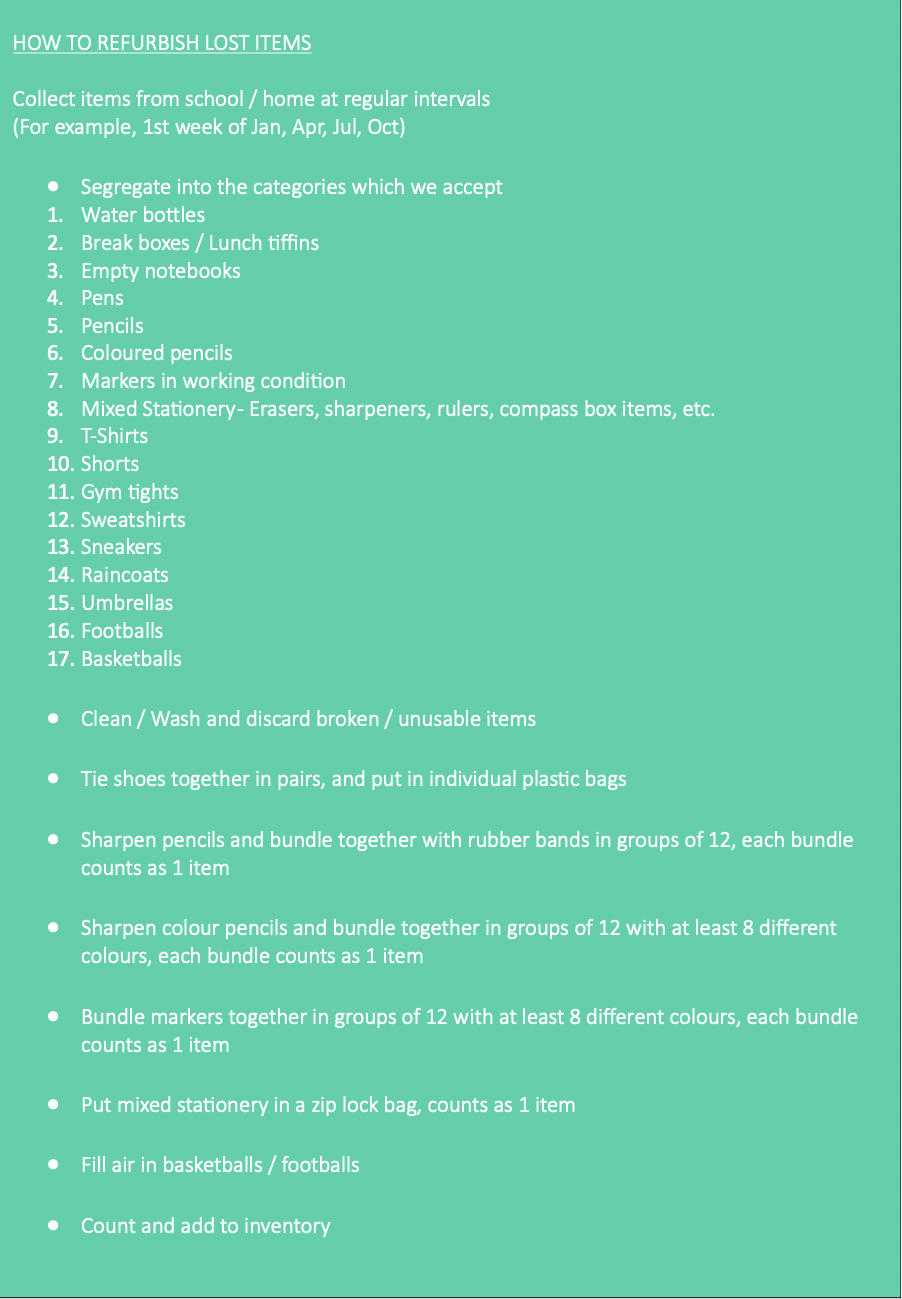 HOW TO REFURBISH LOST ITEMS
Collect items from school / home at regular intervals
(For example, 1st week of Jan, Apr, Jul, Oct)
● Segregate into the categories which we accept
1. Water bottles
2. Break boxes / Lunch tiffins
3. Empty notebooks
4. Pens
5. Pencils
6. Coloured pencils
7. Markers in working condition
8. Mixed Stationery - Erasers, sharpeners, rulers, compass box items, etc.
9. T-Shirts
10. Shorts
11. Gym tights
12. Sweatshirts
13. Sneakers
14. Raincoats
15. Umbrellas
16. Footballs
17. Basketballs
● Clean / Wash and discard broken / unusable items
● Tie shoes together in pairs, and put in individual plastic bags
● Sharpen pencils and bundle together with rubber bands in groups of 12, each bundle
counts as 1 item
● Sharpen colour pencils and bundle together in groups of 12 with at least 8 different
colours, each bundle counts as 1 item
● Bundle markers together in groups of 12 with at least 8 different colours, each bundle
counts as 1 item
● Put mixed stationery in a zip lock bag, counts as 1 item
● Fill air in basketballs / footballs
● Count and add to inventory